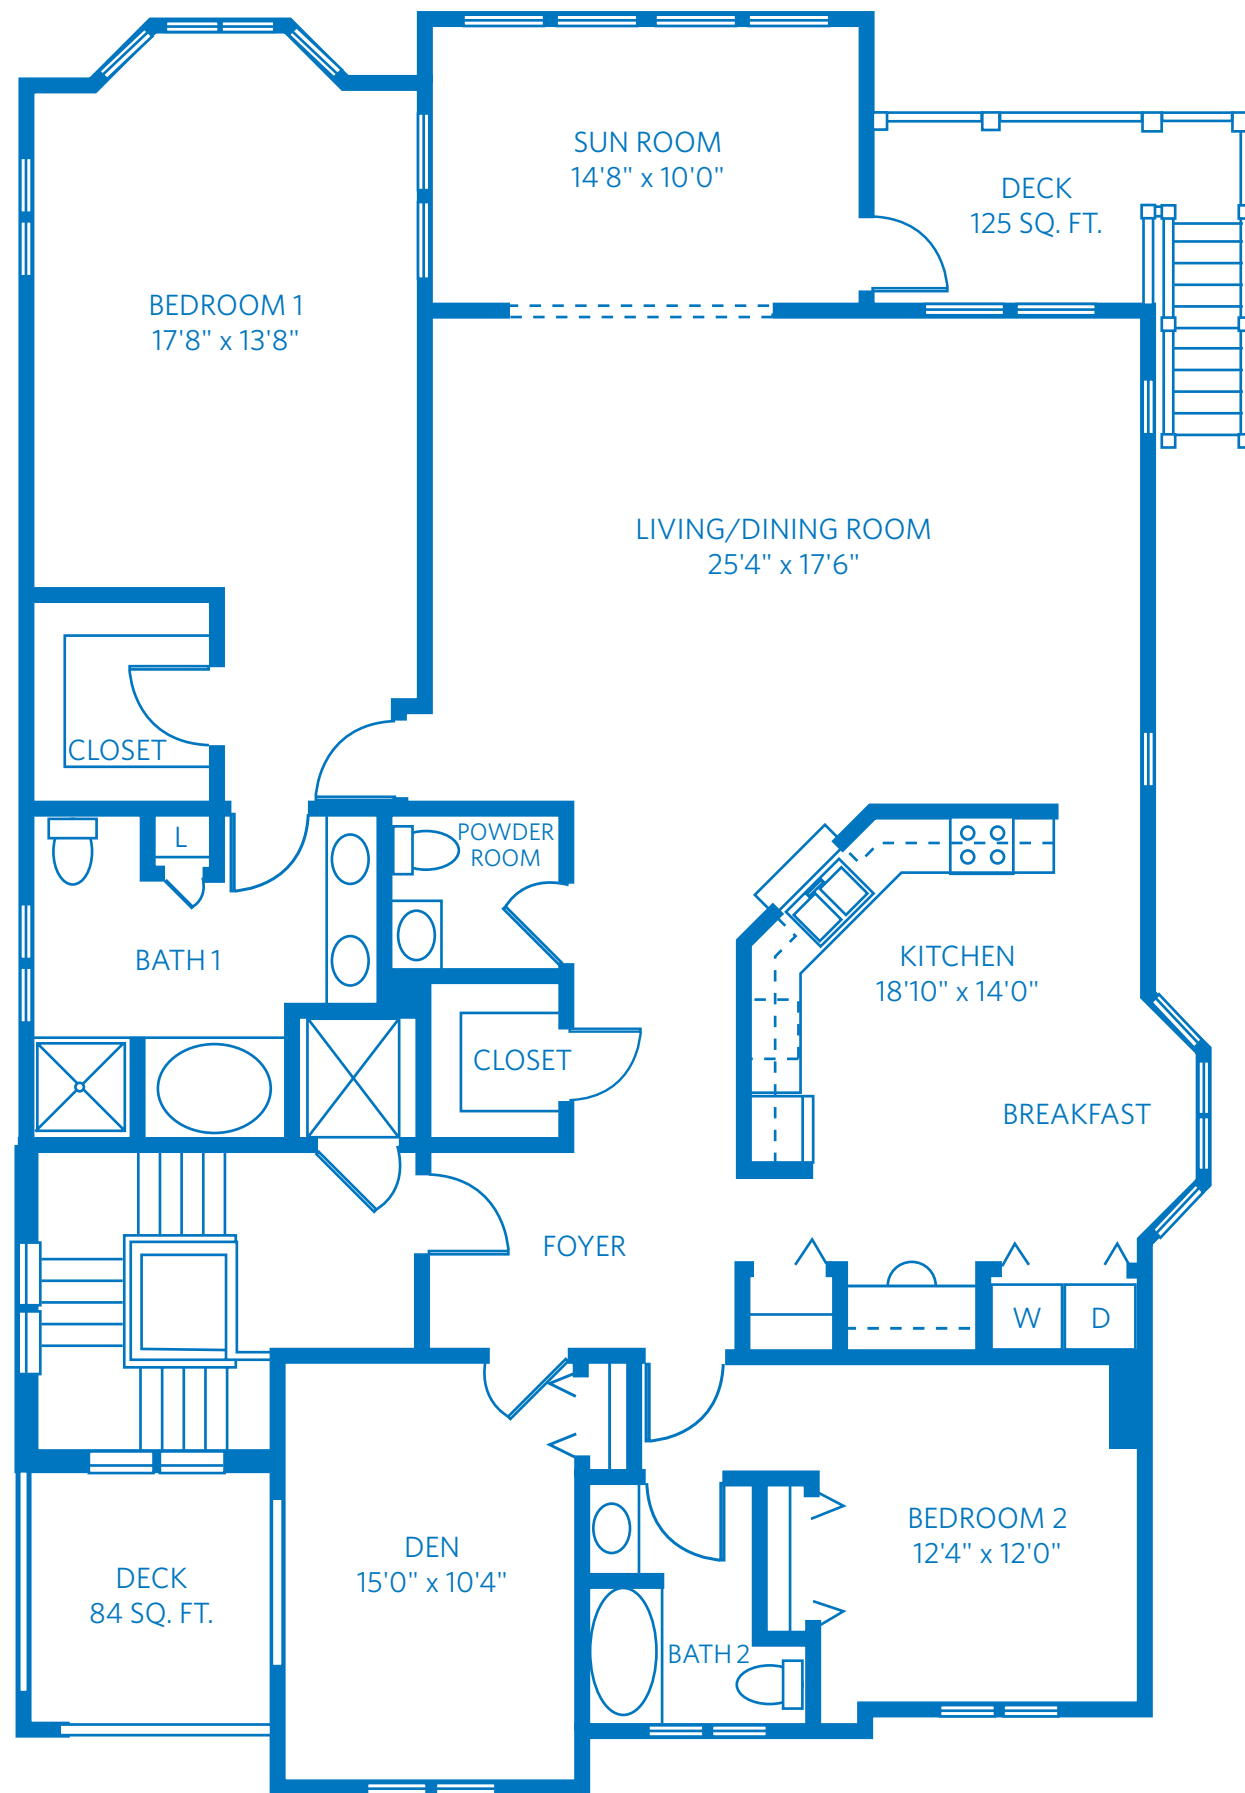 SUN ROOM
14'8" x 10'0"
DECK
125 SQ. FT.
BEDROOM 1
17'8" x 13'8"
LIVING/DINING ROOM
25'4" x 17'6"
CLOSET
L
POWDER
ROOM
BATH 1
KITCHEN
18'10" x 14'0"
CLOSET
BREAKFAST
FOYER
W
D
BEDROOM 2
12'4" x 12'0"
DEN
15'0" x 10'4"
DECK
84 SQ. FT.
BATH 2